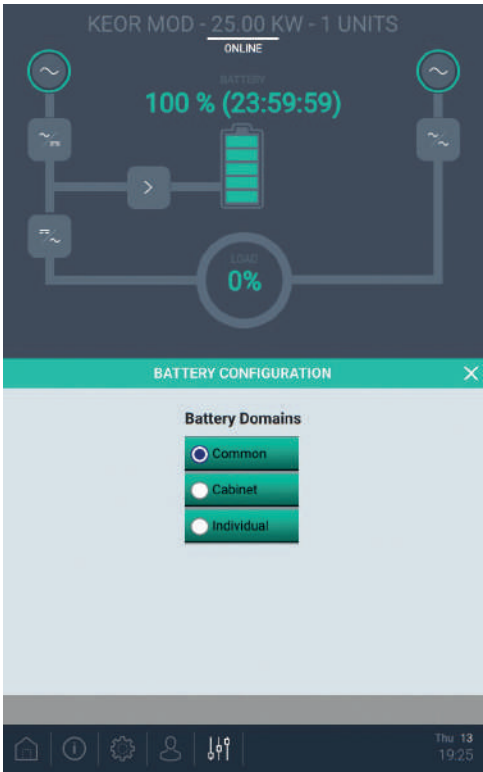 KEOR MOD - 25.00 KW - 1 UNITS
ONLINE
BATTERY
100 % (23:59:59)
LOAD
0%
BATTERY CONFIGURATION
Battery Domains
Common
Cabinet
Individual
Thu 13
19:25